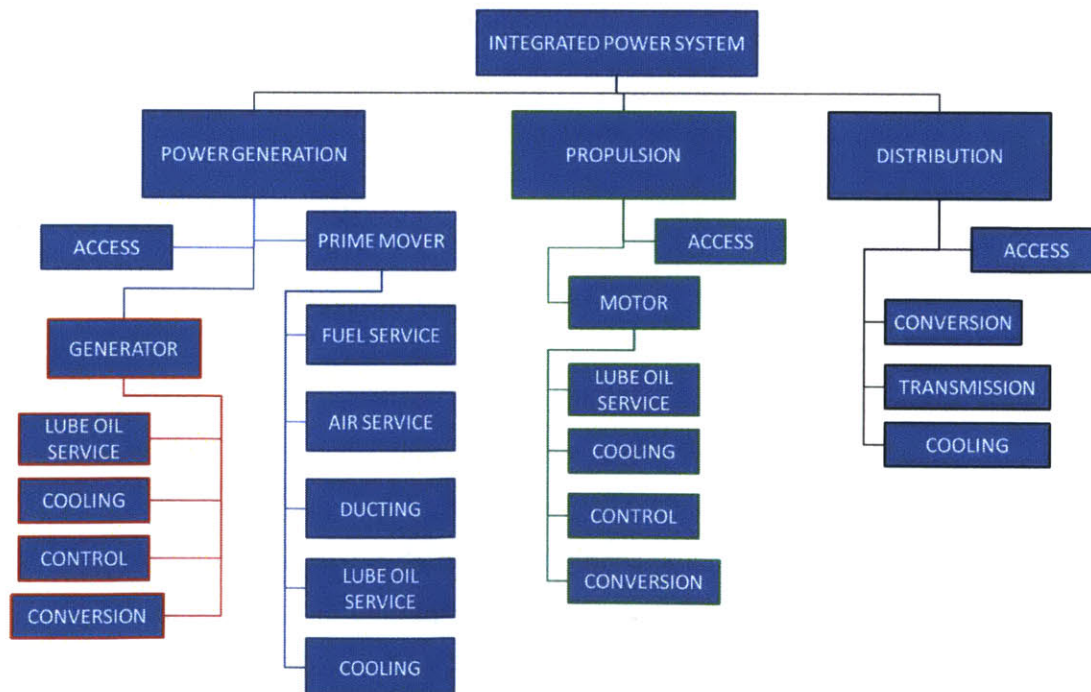 INTEGRATED POWER SYSTEM
POWER GENERATION
PROPULSION
DISTRIBUTION
ACCESS
PRIME MOVER
GENERATOR
LUBE OIL
SERVICE
COOLING
CONTROL
CONVERSION
FUEL SERVICE
AIR SERVICE
DUCTING
LUBE OIL
SERVICE
COOLING
ACCESS
MOTOR
LUBE OIL
SERVICE
COOLING
CONTROL
CONVERSION
ACCESS
CONVERSION
TRANSMISSION
COOLING